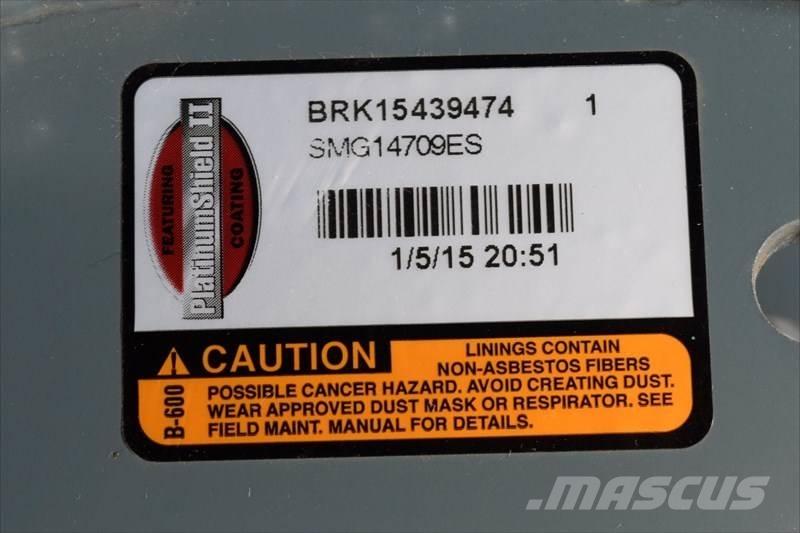 FEATURING
PlatinumShield II
COATING
BRK15439474 1
SMG14709ES
1/5/15 20:51
CAUTION
LININGS CONTAIN
NON-ASBESTOS FIBERS
B-600
POSSIBLE CANCER HAZARD. AVOID CREATING DUST.
WEAR APPROVED DUST MASK OR RESPIRATOR. SEE
FIELD MAINT. MANUAL FOR DETAILS.
.MASCUS